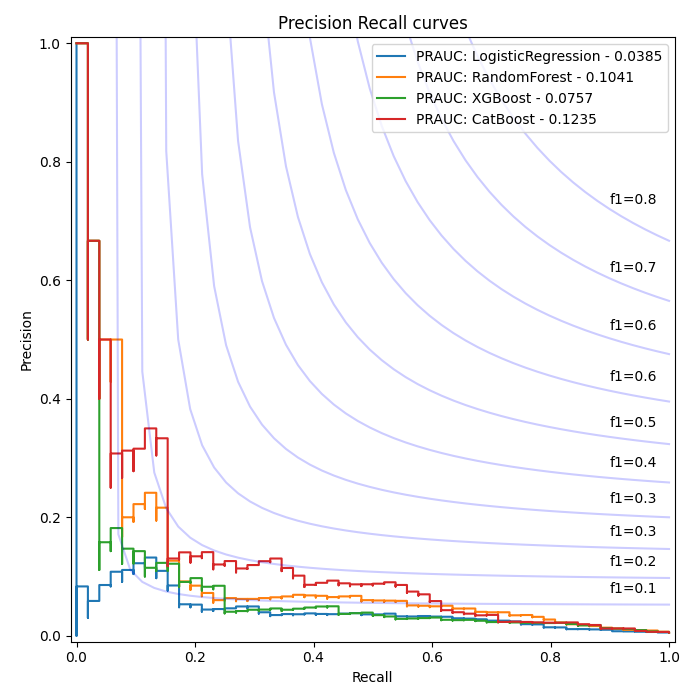 Precision Recall curves
PRAUC: LogisticRegression - 0.0385
PRAUC: RandomForest - 0.1041
PRAUC: XGBoost - 0.0757
PRAUC: CatBoost - 0.1235
1.0
0.8
0.6
0.4
0.2
0.0
Precision
f1=0.8
f1=0.7
f1=0.6
f1=0.6
f1=0.5
f1=0.4
f1=0.3
f1=0.3
f1=0.2
f1=0.1
0.0 0.2 0.4 0.6 0.8 1.0
Recall